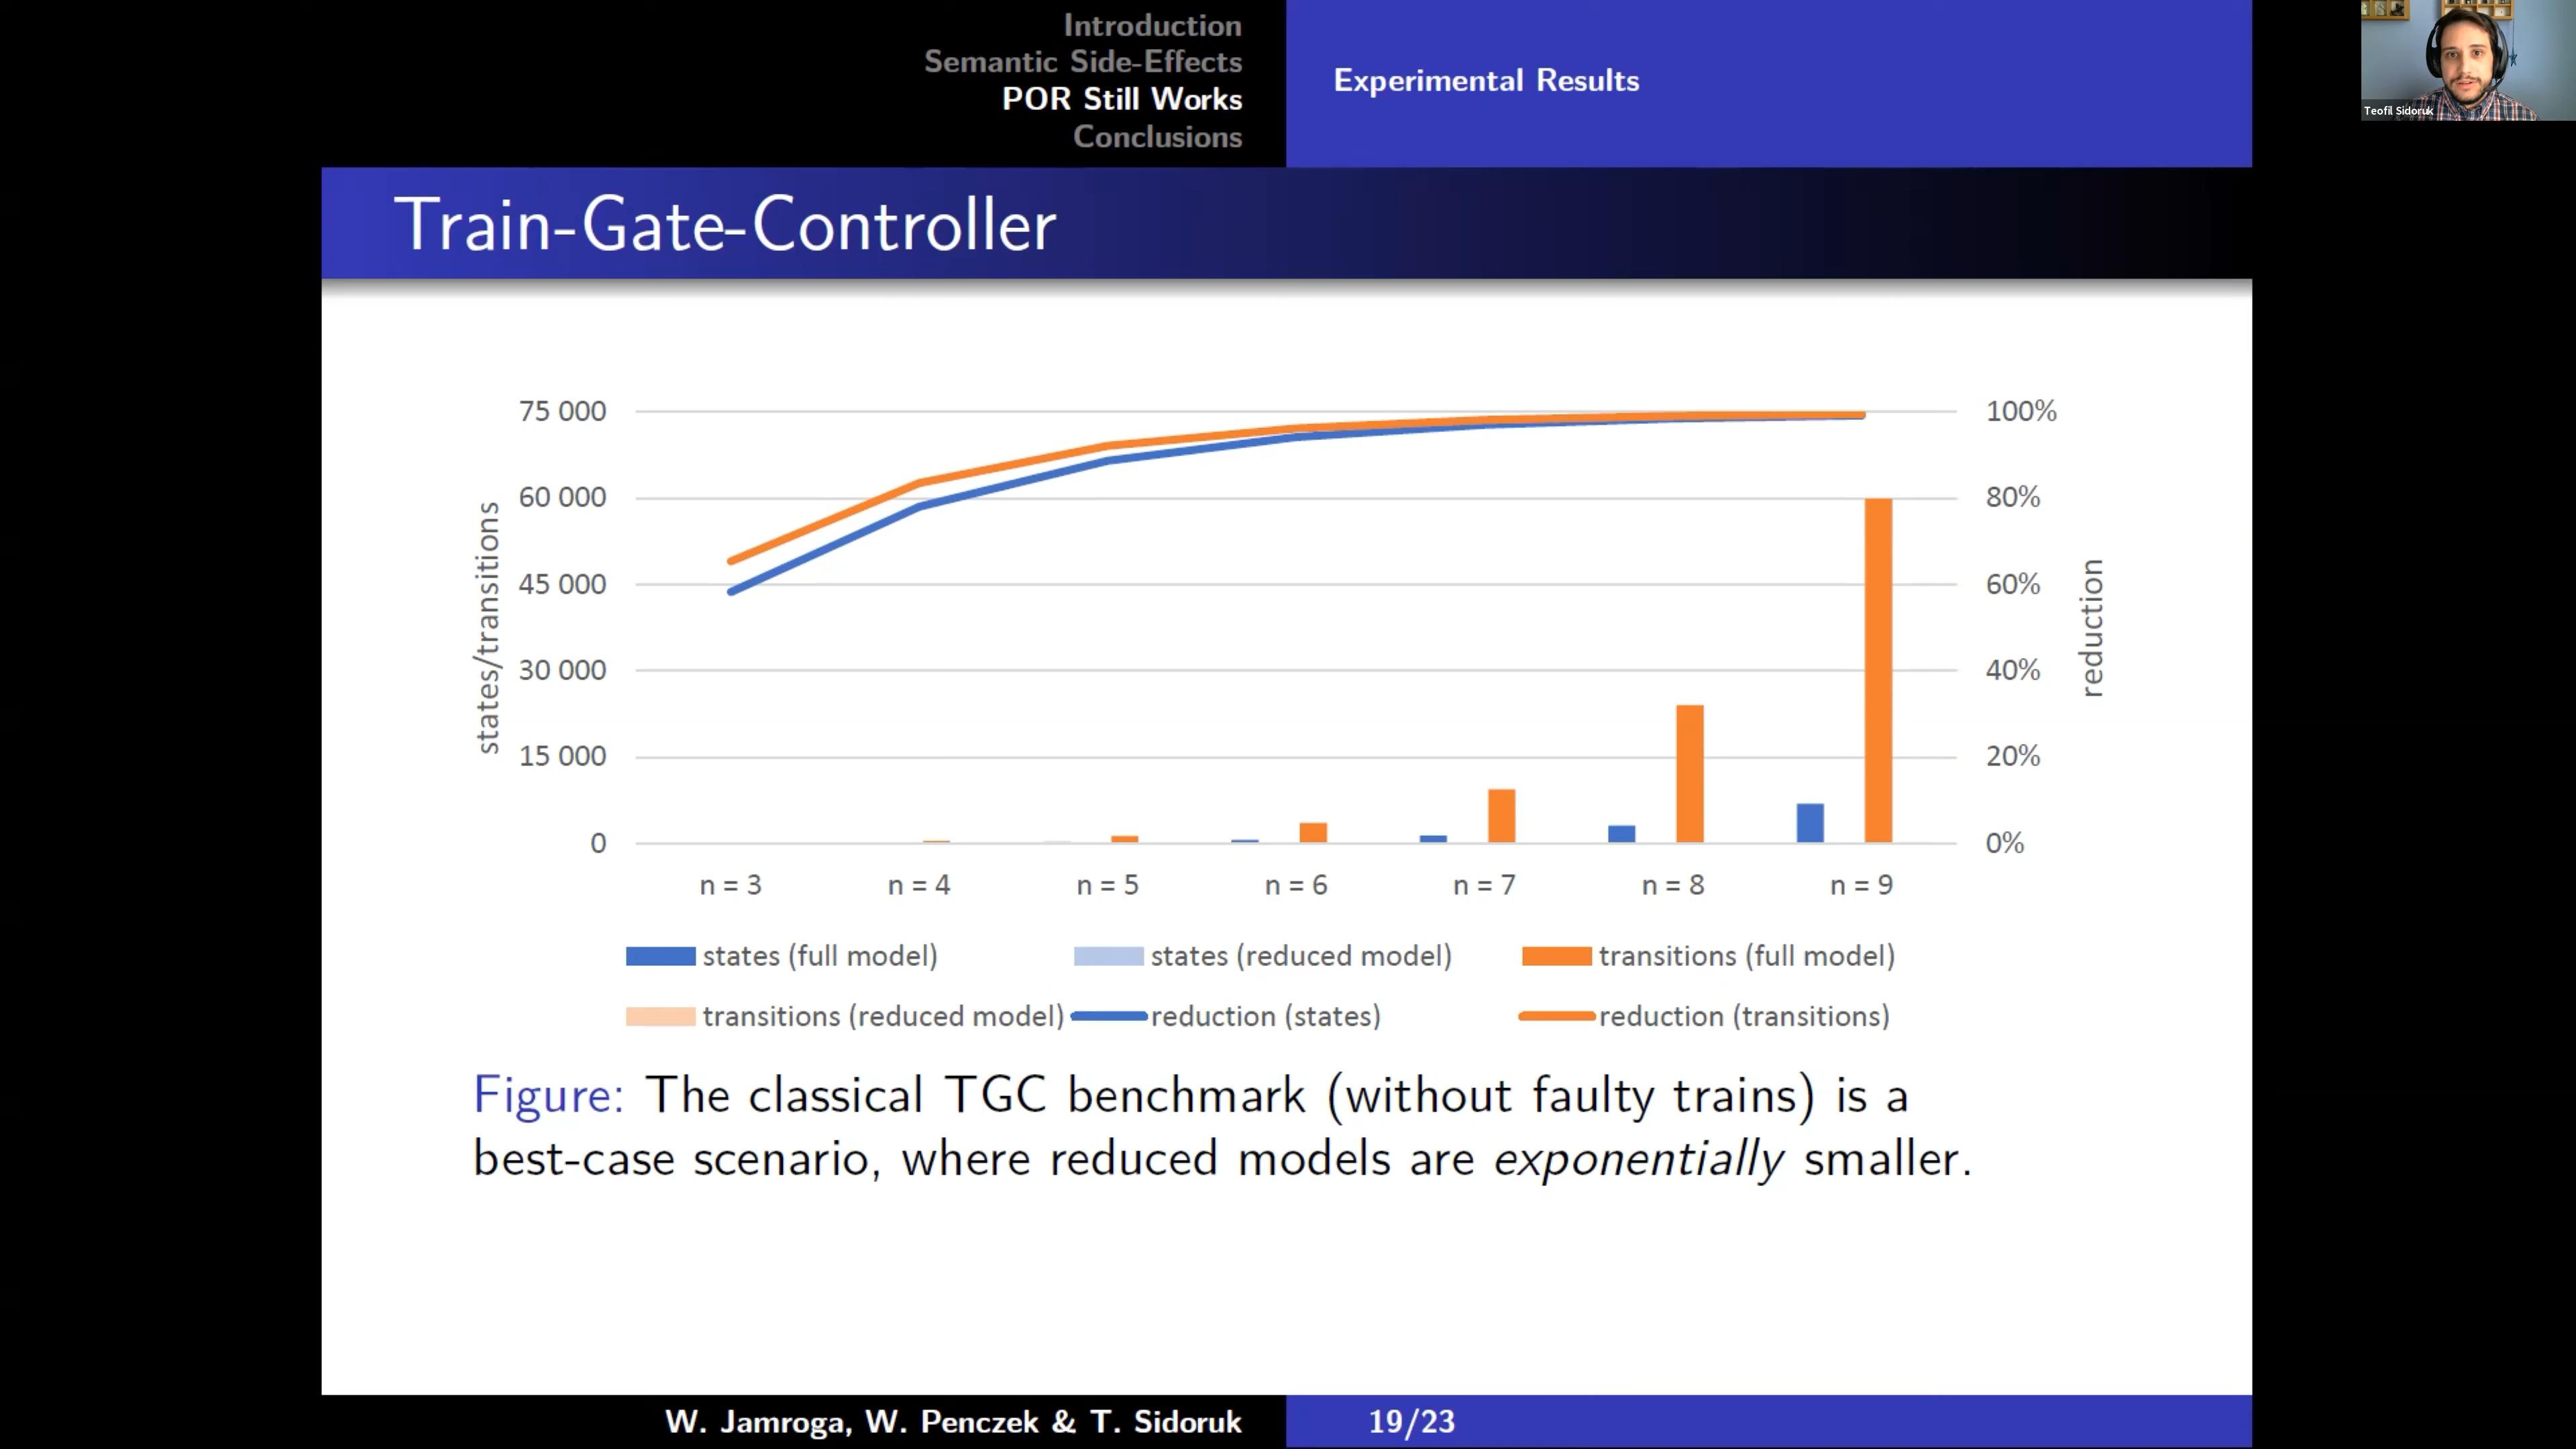 Introduction
Semantic Side-Effects
POR Still Works
Conclusions
Experimental Results
Teofil Sidoruk
Train-Gate-Controller
states/transitions
75 000
60 000
45 000
30 000
15 000
0
100%
80%
60%
40%
20%
0%
reduction
n = 3 n = 4 n = 5 n = 6 n = 7 n = 8 n = 9
states (full model) states (reduced model) transitions (full model)
transitions (reduced model) reduction (states) reduction (transitions)
Figure: The classical TGC benchmark (without faulty trains) is a
best-case scenario, where reduced models are exponentially smaller.
W. Jamroga, W. Penczek & T. Sidoruk 19/23